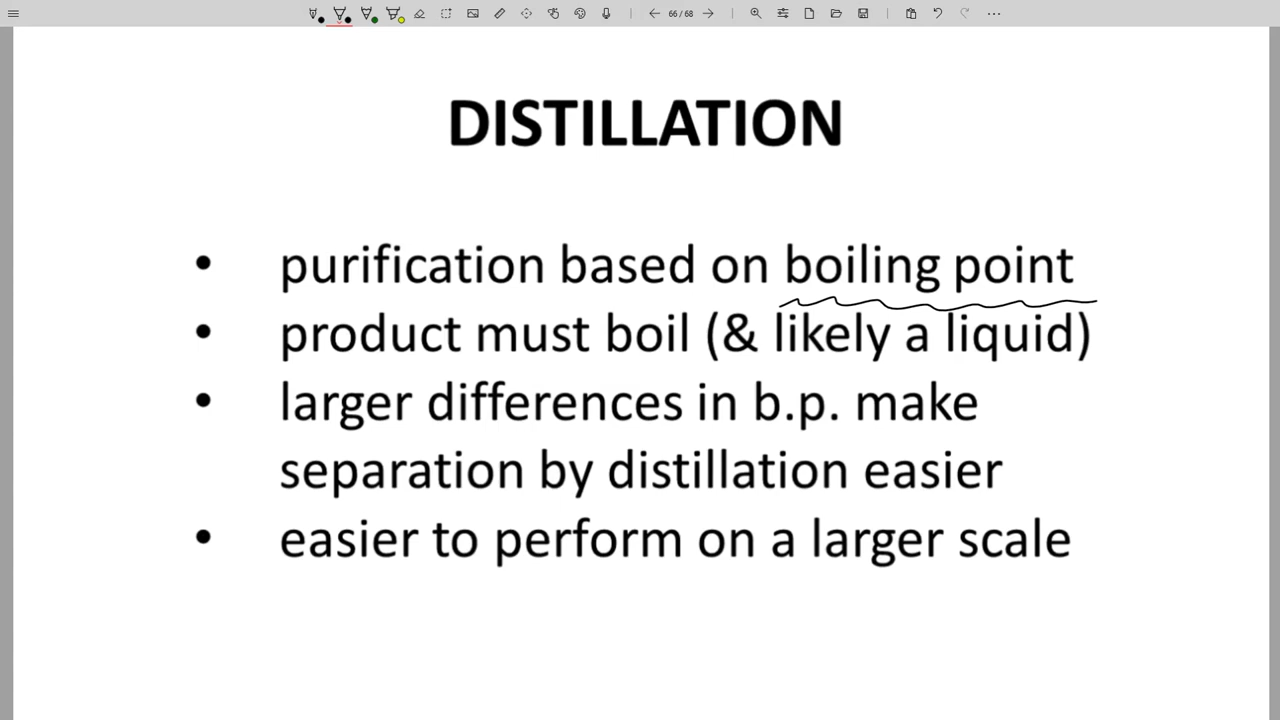 66/68
DISTILLATION
• purification based on boiling point
• product must boil (& likely a liquid)
• larger differences in b.p. make
separation by distillation easier
• easier to perform on a larger scale